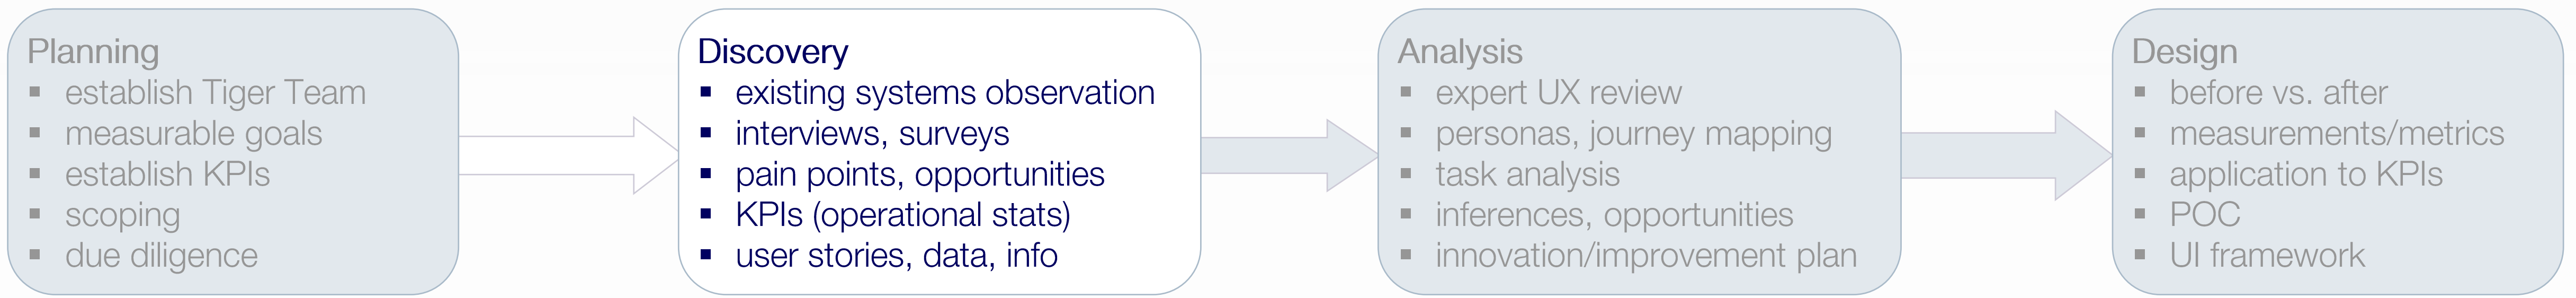 Planning
▪ establish Tiger Team
▪ measurable goals
▪ establish KPIs
▪ scoping
▪ due diligence
Discovery
▪ existing systems observation
▪ interviews, surveys
▪ pain points, opportunities
▪ KPIs (operational stats)
▪ user stories, data, info
Analysis
▪ expert UX review
▪ personas, journey mapping
▪ task analysis
▪ inferences, opportunities
▪ innovation/improvement plan
Design
▪ before vs. after
▪ measurements/metrics
▪ application to KPIs
▪ POC
▪ UI framework